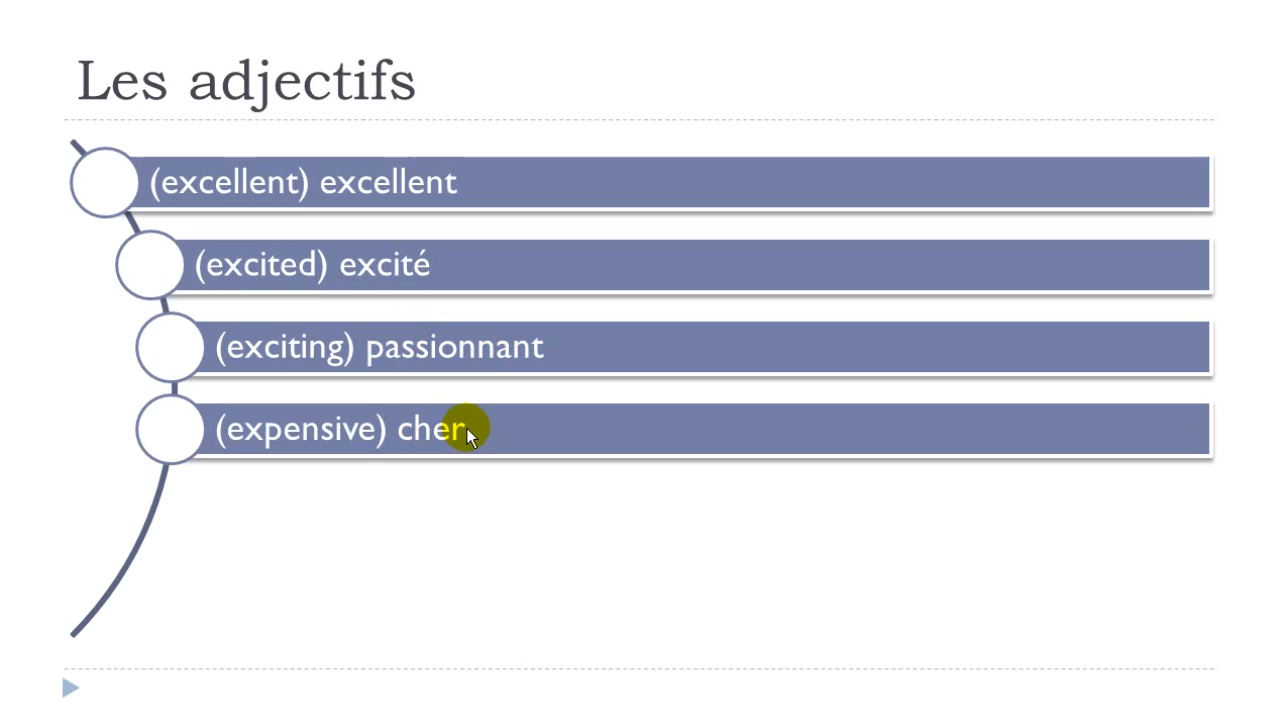 Les adjectifs
(excellent) excellent
(excited) excité
(exciting) passionnant
(expensive) cher